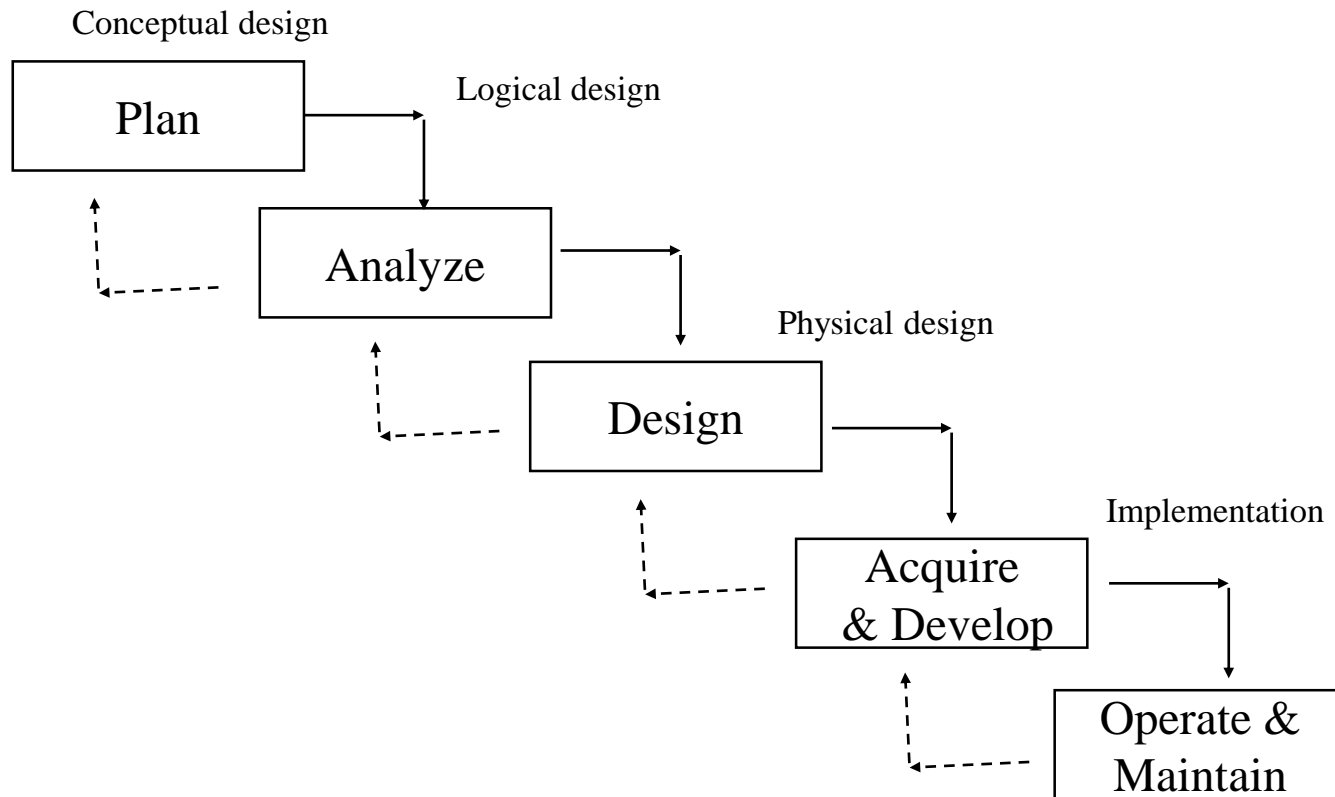 Conceptual design
Plan
Logical design
Analyze
Physical design
Design
Implementation
Acquire
& Develop
Operate &
Maintain